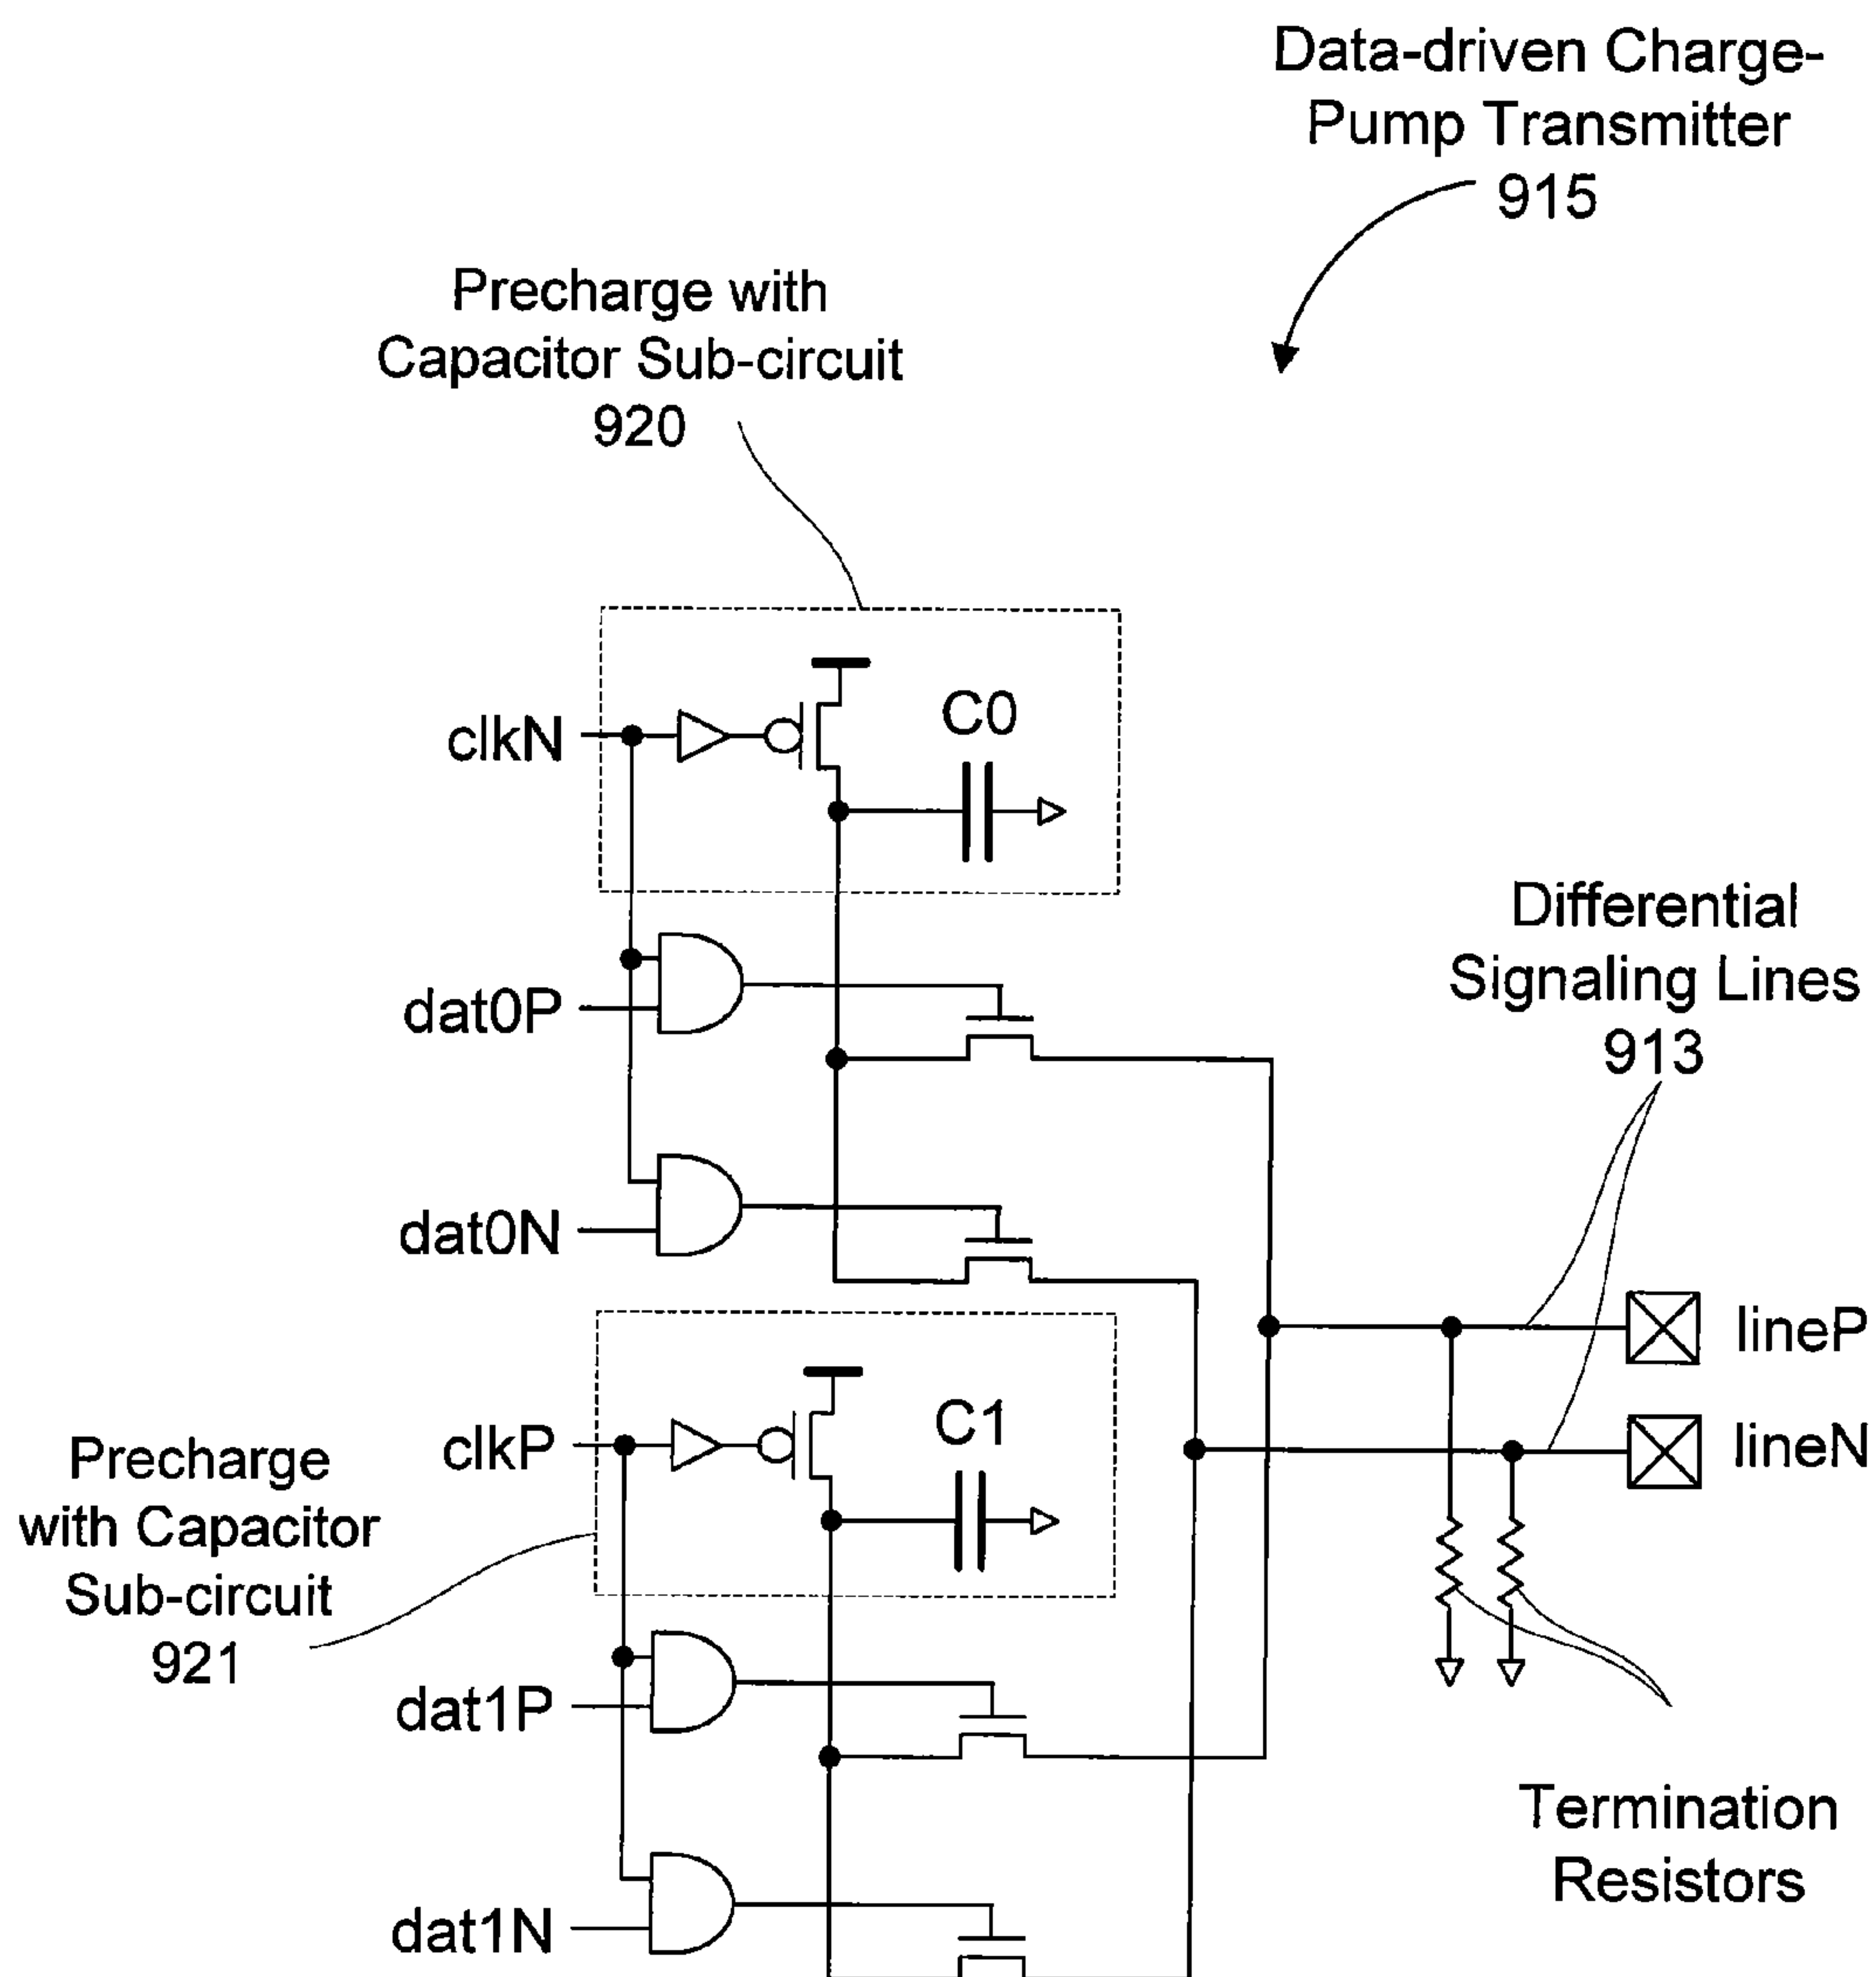 Data-driven Charge-
Pump Transmitter
915
Precharge with
Capacitor Sub-circuit
920
clkN
C0
dat0P
dat0N
Differential
Signaling Lines
913
lineP
lineN
clkP
C1
Precharge
with Capacitor
Sub-circuit
921
dat1P
dat1N
Termination
Resistors